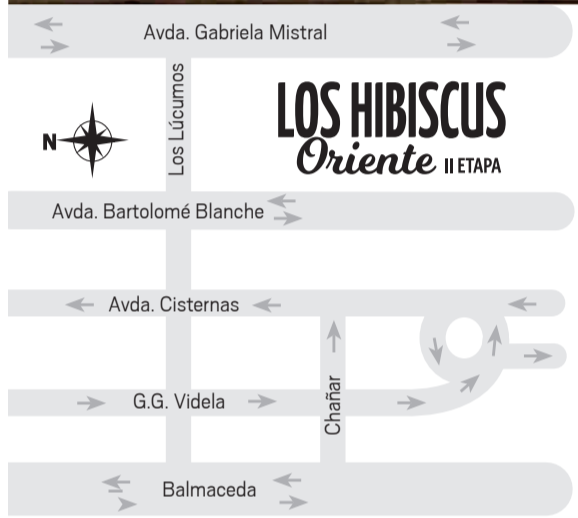 Avda. Gabriela Mistral
Los Lúcumos
N
LOS HIBISCUS
Oriente II ETAPA
Avda. Bartolomé Blanche
Avda. Cisternas
G.G. Videla
Chañar
Balmaceda